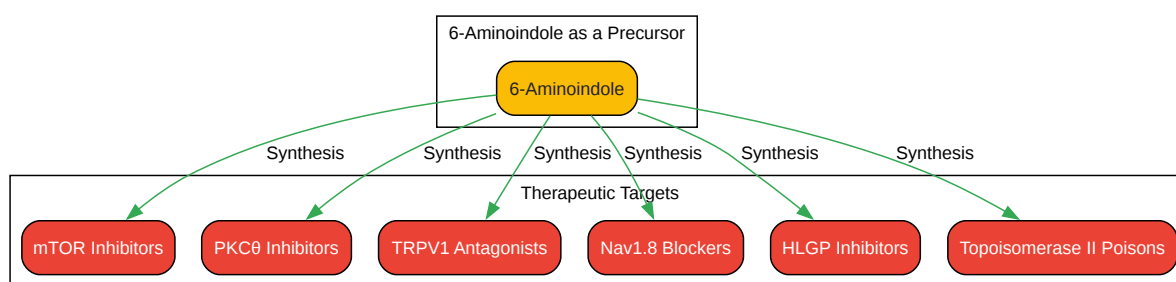 6-Aminoindole as a Precursor
6-Aminoindole
Synthesis
Synthesis
Synthesis
Synthesis
Synthesis
Synthesis
Therapeutic Targets
mTOR Inhibitors
PKCθ Inhibitors
TRPV1 Antagonists
Nav1.8 Blockers
HLGP Inhibitors
Topoisomerase II Poisons